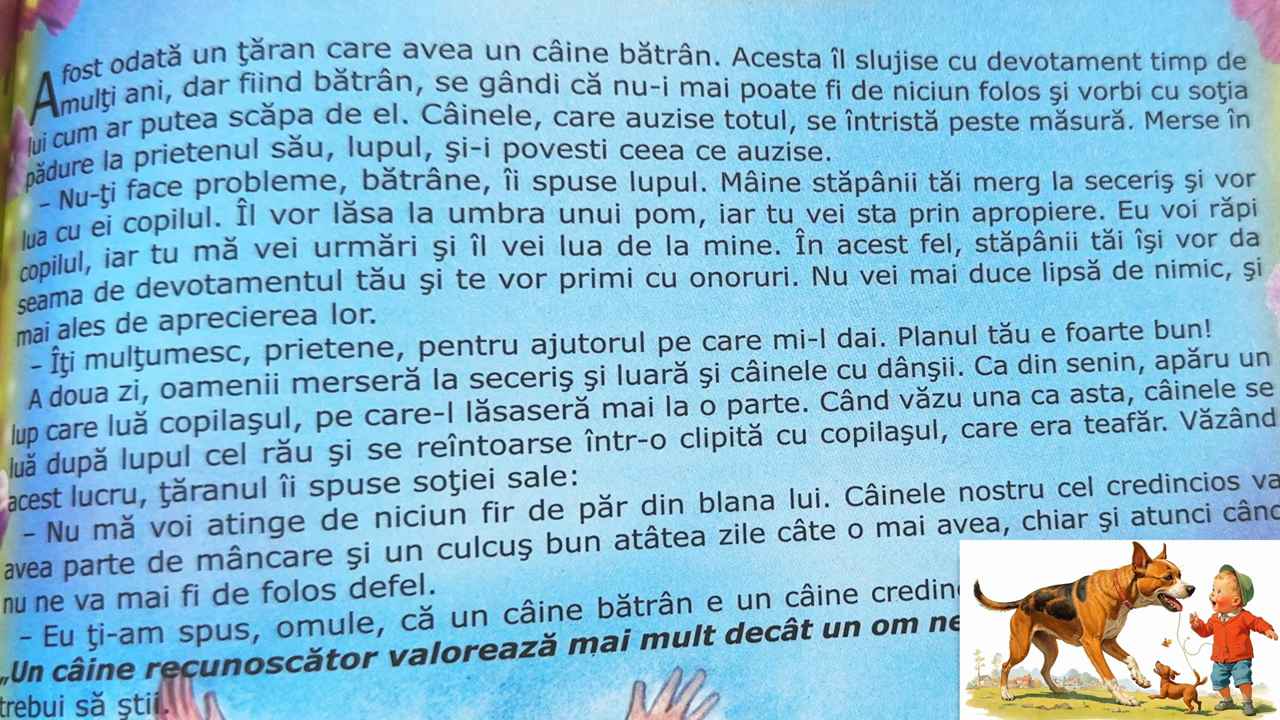 A fost odată un ţăran care avea un câine bătrân. Acesta îl slujise cu devotament timp de
mulţi ani, dar fiind bătrân, se gândi că nu-i mai poate fi de niciun folos şi vorbi cu soţia
lui cum ar putea scăpa de el. Câinele, care auzise totul, se întristă peste măsură. Merse în
pădure la prietenul său, lupul, şi-i povesti ceea ce auzise.
– Nu-ţi face probleme, bătrâne, îi spuse lupul. Mâine stăpânii tăi merg la seceriş şi vor
lua cu ei copilul. Îl vor lăsa la umbra unui pom, iar tu vei sta prin apropiere. Eu voi răpi
copilul, iar tu mă vei urmări şi îl vei lua de la mine. În acest fel, stăpânii tăi îşi vor da
seama de devotamentul tău şi te vor primi cu onoruri. Nu vei mai duce lipsă de nimic, şi
mai ales de aprecierea lor.
– Îţi mulţumesc, prietene, pentru ajutorul pe care mi-l dai. Planul tău e foarte bun!
A doua zi, oamenii merseră la seceriş şi luară şi câinele cu dânşii. Ca din senin, apăru un
lup care luă copilaşul, pe care-l lăsaseră mai la o parte. Când văzu una ca asta, câinele se
luă după lupul cel rău şi se reîntoarse într-o clipită cu copilaşul, care era teafăr. Văzând
acest lucru, ţăranul îi spuse soţiei sale:
– Nu mă voi atinge de niciun fir de păr din blana lui. Câinele nostru cel credincios va
avea parte de mâncare şi un culcuş bun atâtea zile câte o mai avea, chiar şi atunci când
nu ne va mai fi de folos defel.
– Eu ţi-am spus, omule, că un câine bătrân e un câine
„Un câine recunoscător valorează mai mult decât un om
trebui să ştii.